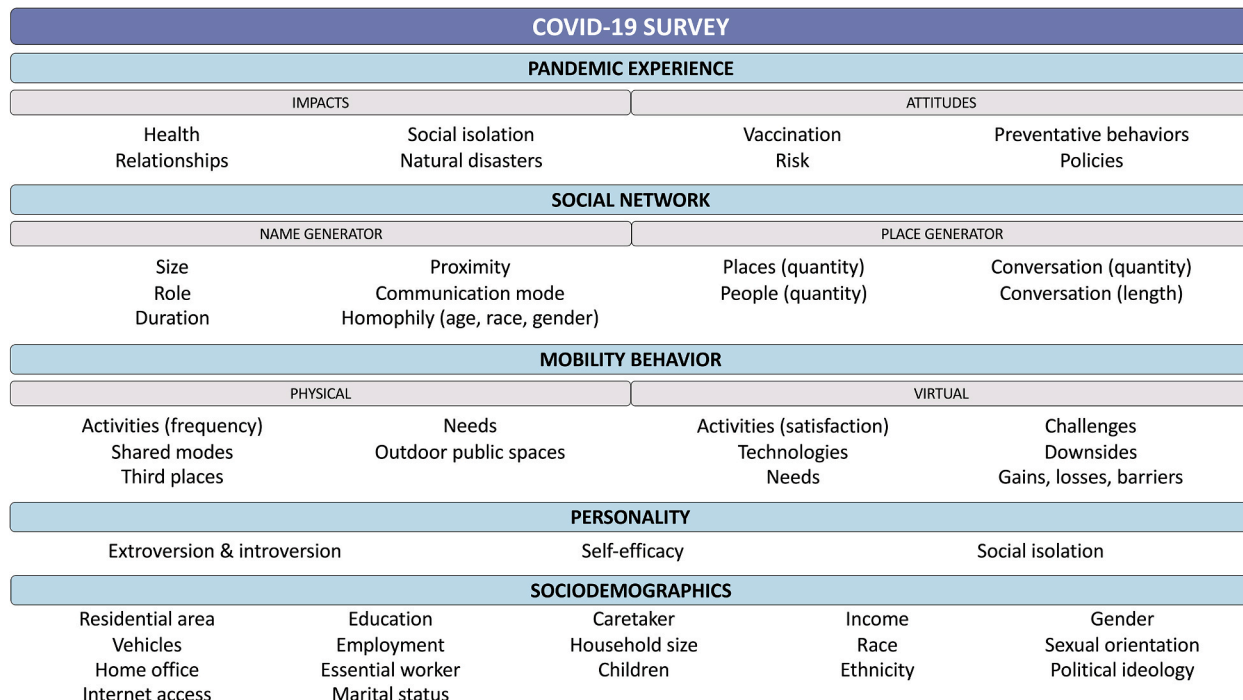 COVID-19 SURVEY
PANDEMIC EXPERIENCE
IMPACTS ATTITUDES
Health Social isolation Vaccination Preventative behaviors
Relationships Natural disasters Risk Policies
SOCIAL NETWORK
NAME GENERATOR PLACE GENERATOR
Size Proximity Places (quantity) Conversation (quantity)
Role Communication mode People (quantity) Conversation (length)
Duration Homophily (age, race, gender)
MOBILITY BEHAVIOR
PHYSICAL VIRTUAL
Activities (frequency) Needs Activities (satisfaction) Challenges
Shared modes Outdoor public spaces Technologies Downsides
Third places Needs Gains, losses, barriers
PERSONALITY
Extroversion & introversion Self-efficacy Social isolation
SOCIODEMOGRAPHICS
Residential area Education Caretaker Income Gender
Vehicles Employment Household size Race Sexual orientation
Home office Essential worker Children Ethnicity Political ideology
Internet access Marital status